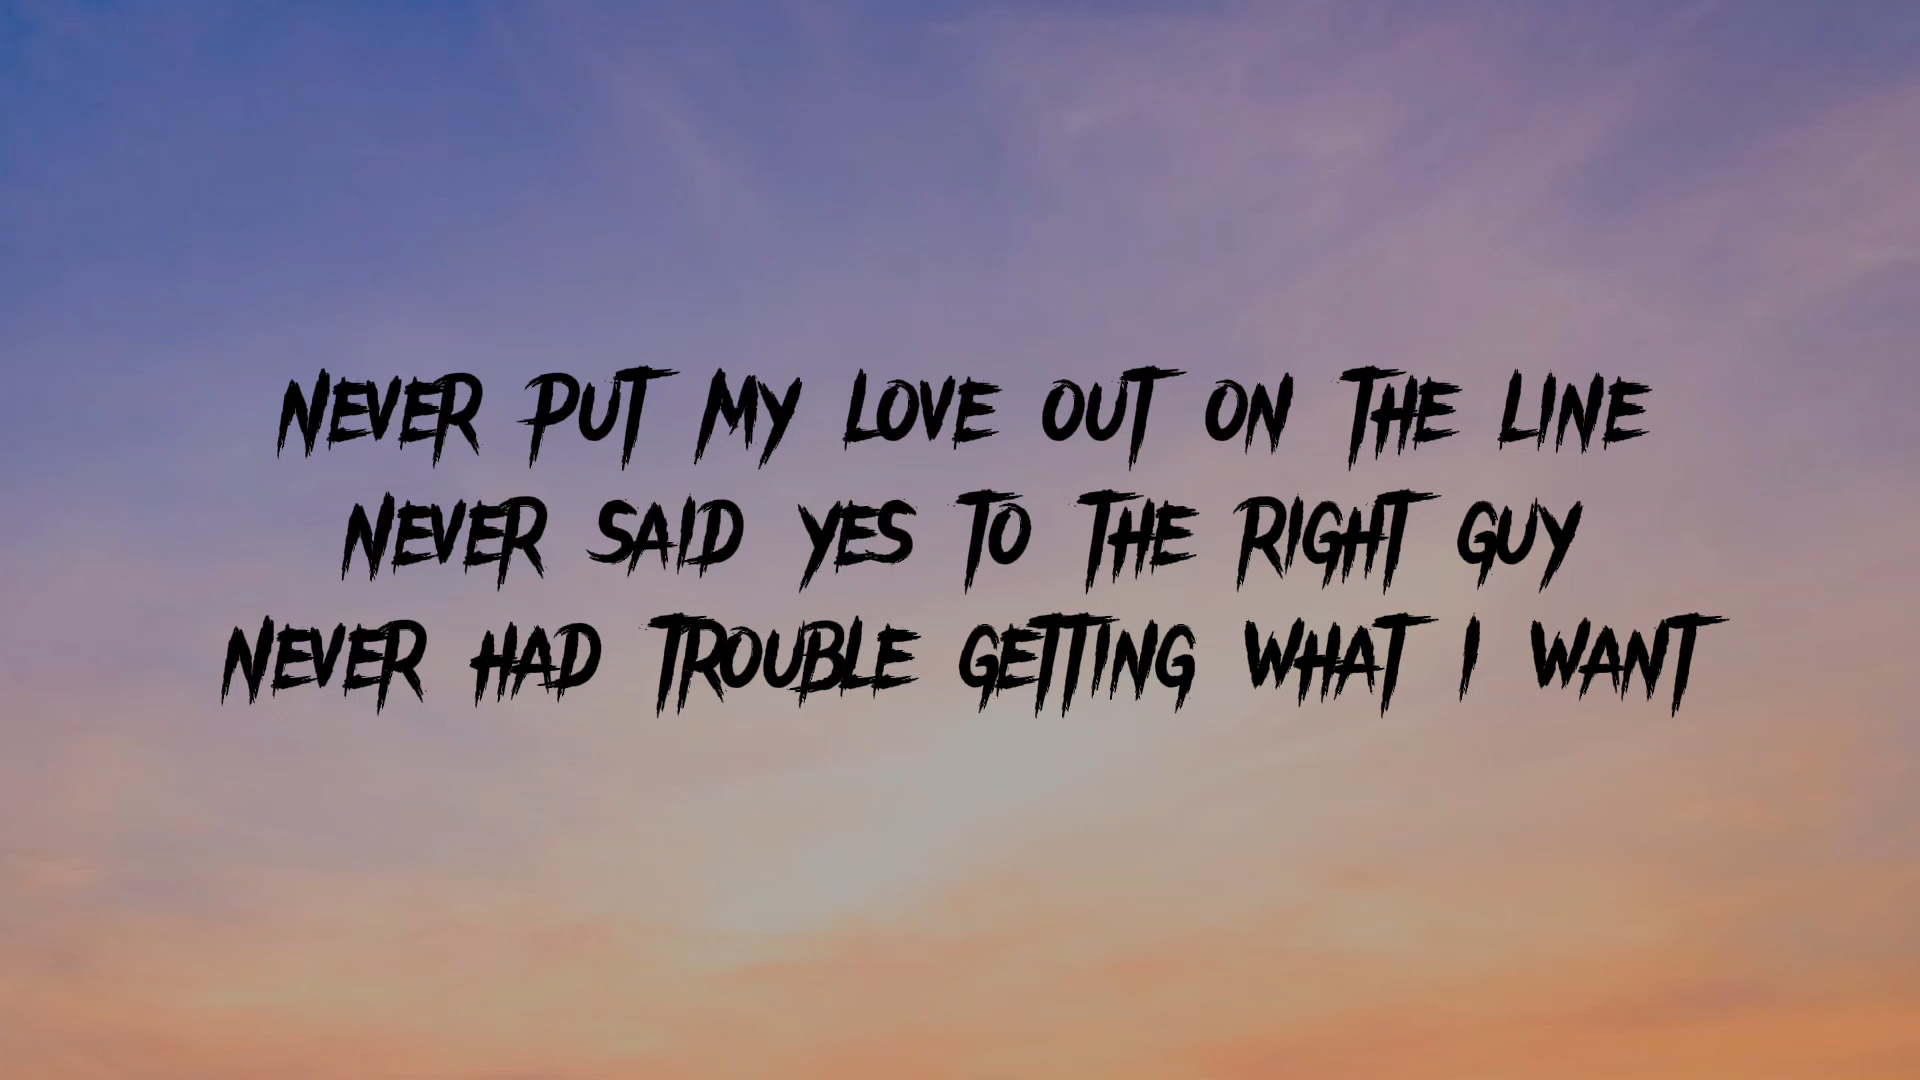 NEVER PUT MY LOVE OUT ON THE LINE
NEVER SAID YES TO THE RIGHT GUY
NEVER HAD TROUBLE GETTING WHAT I WANT